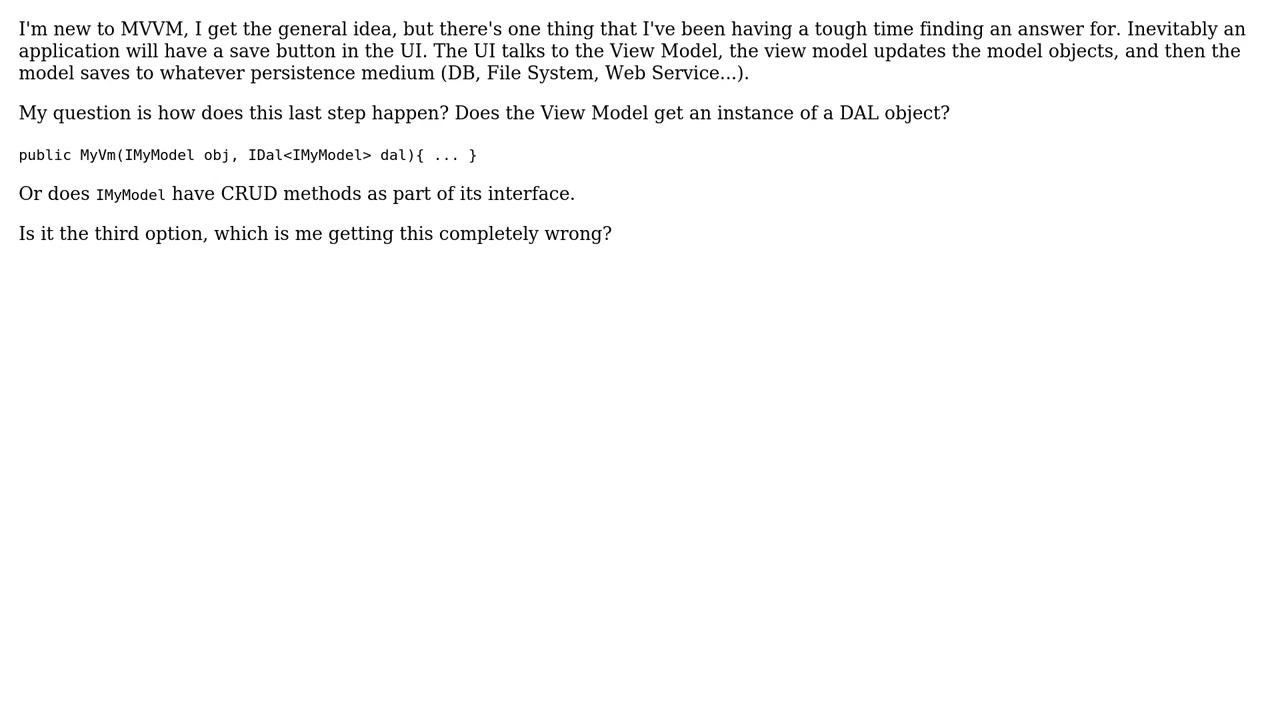 I'm new to MVVM, I get the general idea, but there's one thing that I've been having a tough time finding an answer for. Inevitably an
application will have a save button in the UI. The UI talks to the View Model, the view model updates the model objects, and then the
model saves to whatever persistence medium (DB, File System, Web Service...).
My question is how does this last step happen? Does the View Model get an instance of a DAL object?
public MyVm(IMyModel obj, IDal<IMyModel> dal){ ... }
Or does IMyModel have CRUD methods as part of its interface.
Is it the third option, which is me getting this completely wrong?